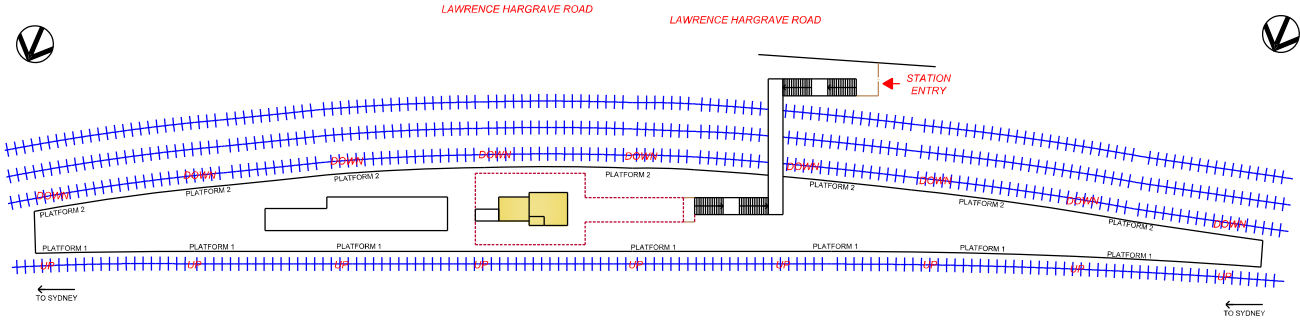 LAWRENCE HARGRAVE ROAD
LAWRENCE HARGRAVE ROAD
STATION
ENTRY
DOWN
DOWN
DOWN
DOWN
DOWN
DOWN
DOWN
DOWN
DOWN
PLATFORM 2
PLATFORM 2
PLATFORM 2
PLATFORM 2
PLATFORM 2
PLATFORM 2
PLATFORM 2
PLATFORM 1
PLATFORM 1
PLATFORM 1
PLATFORM 1
PLATFORM 1
PLATFORM 1
PLATFORM 1
UP
UP
UP
UP
UP
UP
UP
UP
UP
TO SYDNEY
TO SYDNEY